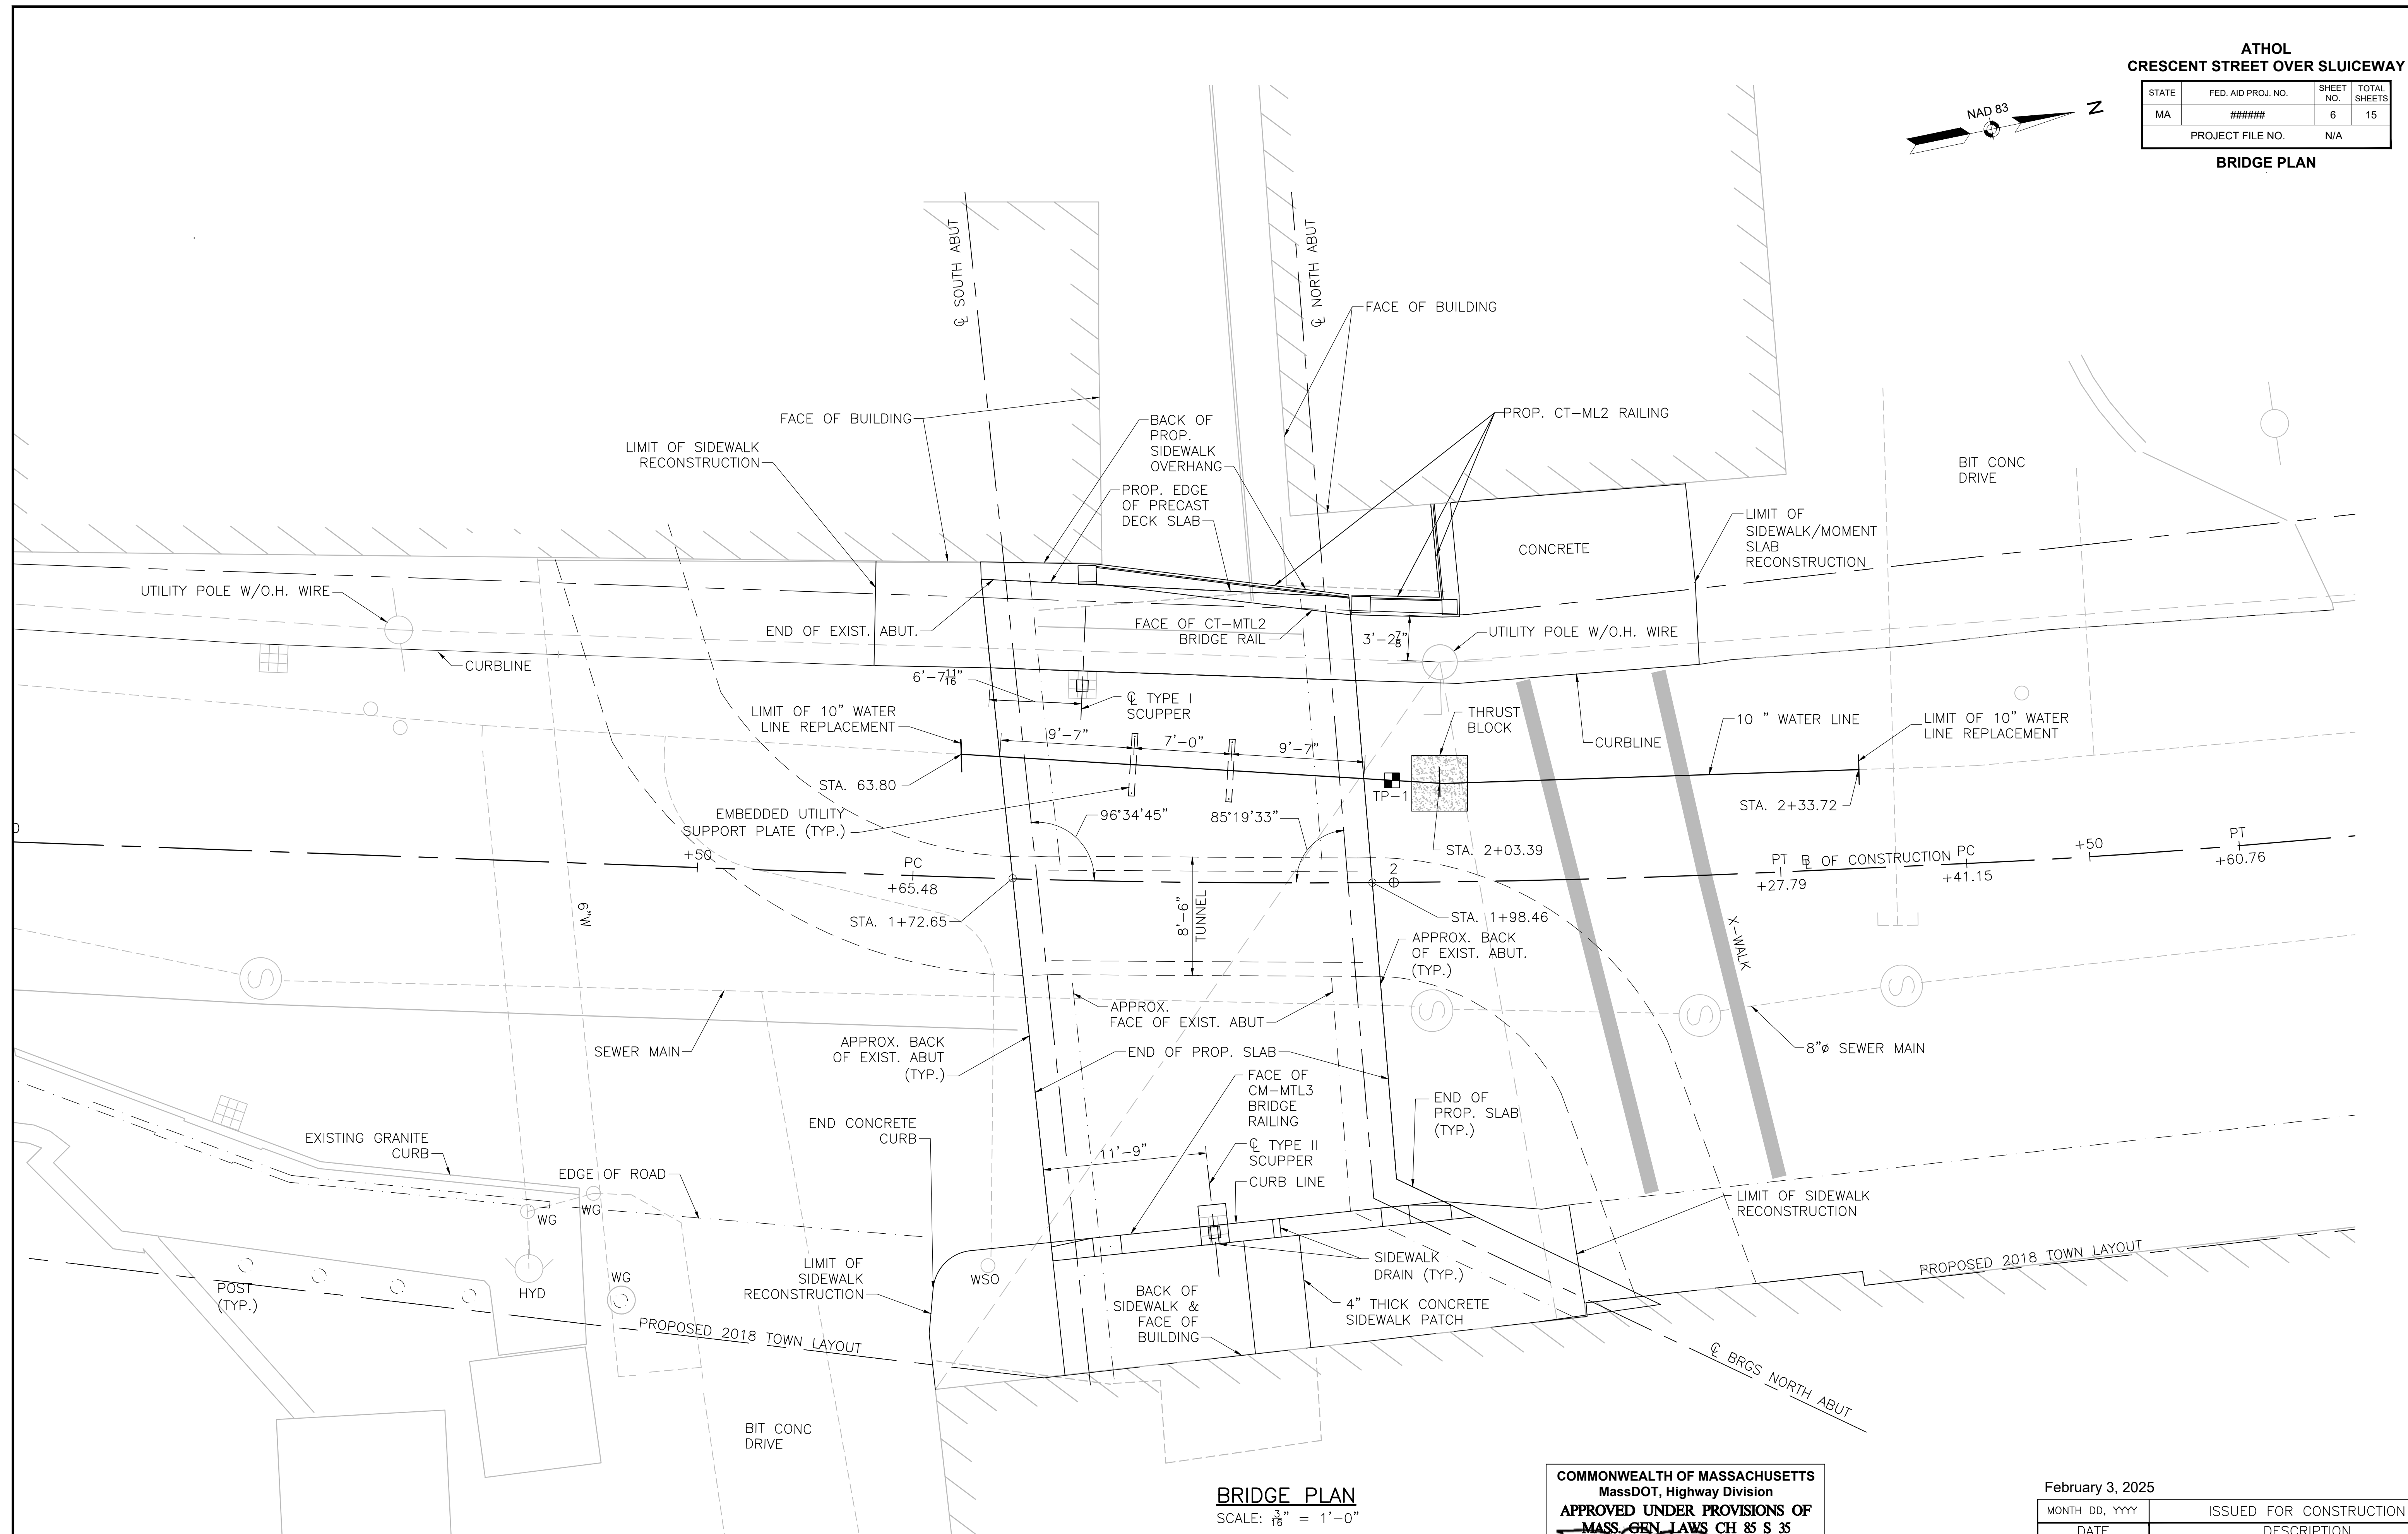 ATHOL
CRESCENT STREET OVER SLUICEWAY
STATE FED. AID PROJ. NO. SHEET NO. TOTAL SHEETS
MA ###### 6 15
PROJECT FILE NO. N/A
BRIDGE PLAN
NAD 83
N
℄ SOUTH ABUT
℄ NORTH ABUT
FACE OF BUILDING
FACE OF BUILDING
LIMIT OF SIDEWALK
RECONSTRUCTION
BACK OF
PROP.
SIDEWALK
OVERHANG
PROP. EDGE
OF PRECAST
DECK SLAB
PROP. CT-ML2 RAILING
BIT CONC
DRIVE
LIMIT OF
SIDEWALK/MOMENT
SLAB
RECONSTRUCTION
CONCRETE
UTILITY POLE W/O.H. WIRE
END OF EXIST. ABUT.
FACE OF CT-MTL2
BRIDGE RAIL
3'-2 7/8"
UTILITY POLE W/O.H. WIRE
CURBLINE
6'-7 11/16"
℄ TYPE I
SCUPPER
LIMIT OF 10" WATER
LINE REPLACEMENT
THRUST
BLOCK
10 " WATER LINE
LIMIT OF 10" WATER
LINE REPLACEMENT
9'-7"
7'-0"
9'-7"
CURBLINE
STA. 63.80
TP-1
STA. 2+33.72
EMBEDDED UTILITY
SUPPORT PLATE (TYP.)
96°34'45"
85°19'33"
0
+50
PC
+65.48
2
STA. 2+03.39
PT
+27.79
℄ OF CONSTRUCTION
PC
+41.15
+50
PT
+60.76
6"W
STA. 1+72.65
8'-6"
TUNNEL
STA. 1+98.46
X-WALK
APPROX. BACK
OF EXIST. ABUT.
(TYP.)
S
S
S
S
APPROX.
FACE OF EXIST. ABUT
SEWER MAIN
APPROX. BACK
OF EXIST. ABUT
(TYP.)
END OF PROP. SLAB
8"ø SEWER MAIN
FACE OF
CM-MTL3
BRIDGE
RAILING
END OF
PROP. SLAB
(TYP.)
END CONCRETE
CURB
EXISTING GRANITE
CURB
EDGE OF ROAD
11'-9"
℄ TYPE II
SCUPPER
CURB LINE
LIMIT OF SIDEWALK
RECONSTRUCTION
WG
WG
LIMIT OF
SIDEWALK
RECONSTRUCTION
WSO
SIDEWALK
DRAIN (TYP.)
PROPOSED 2018 TOWN LAYOUT
POST
(TYP.)
HYD
WG
BACK OF
SIDEWALK &
FACE OF
BUILDING
4" THICK CONCRETE
SIDEWALK PATCH
PROPOSED 2018 TOWN LAYOUT
℄ BRGS NORTH ABUT
BIT CONC
DRIVE
BRIDGE PLAN
SCALE: 3/16" = 1'-0"
COMMONWEALTH OF MASSACHUSETTS
MassDOT, Highway Division
APPROVED UNDER PROVISIONS OF
MASS. GEN. LAWS CH 85 S 35
February 3, 2025
MONTH DD, YYYY ISSUED FOR CONSTRUCTION
DATE DESCRIPTION